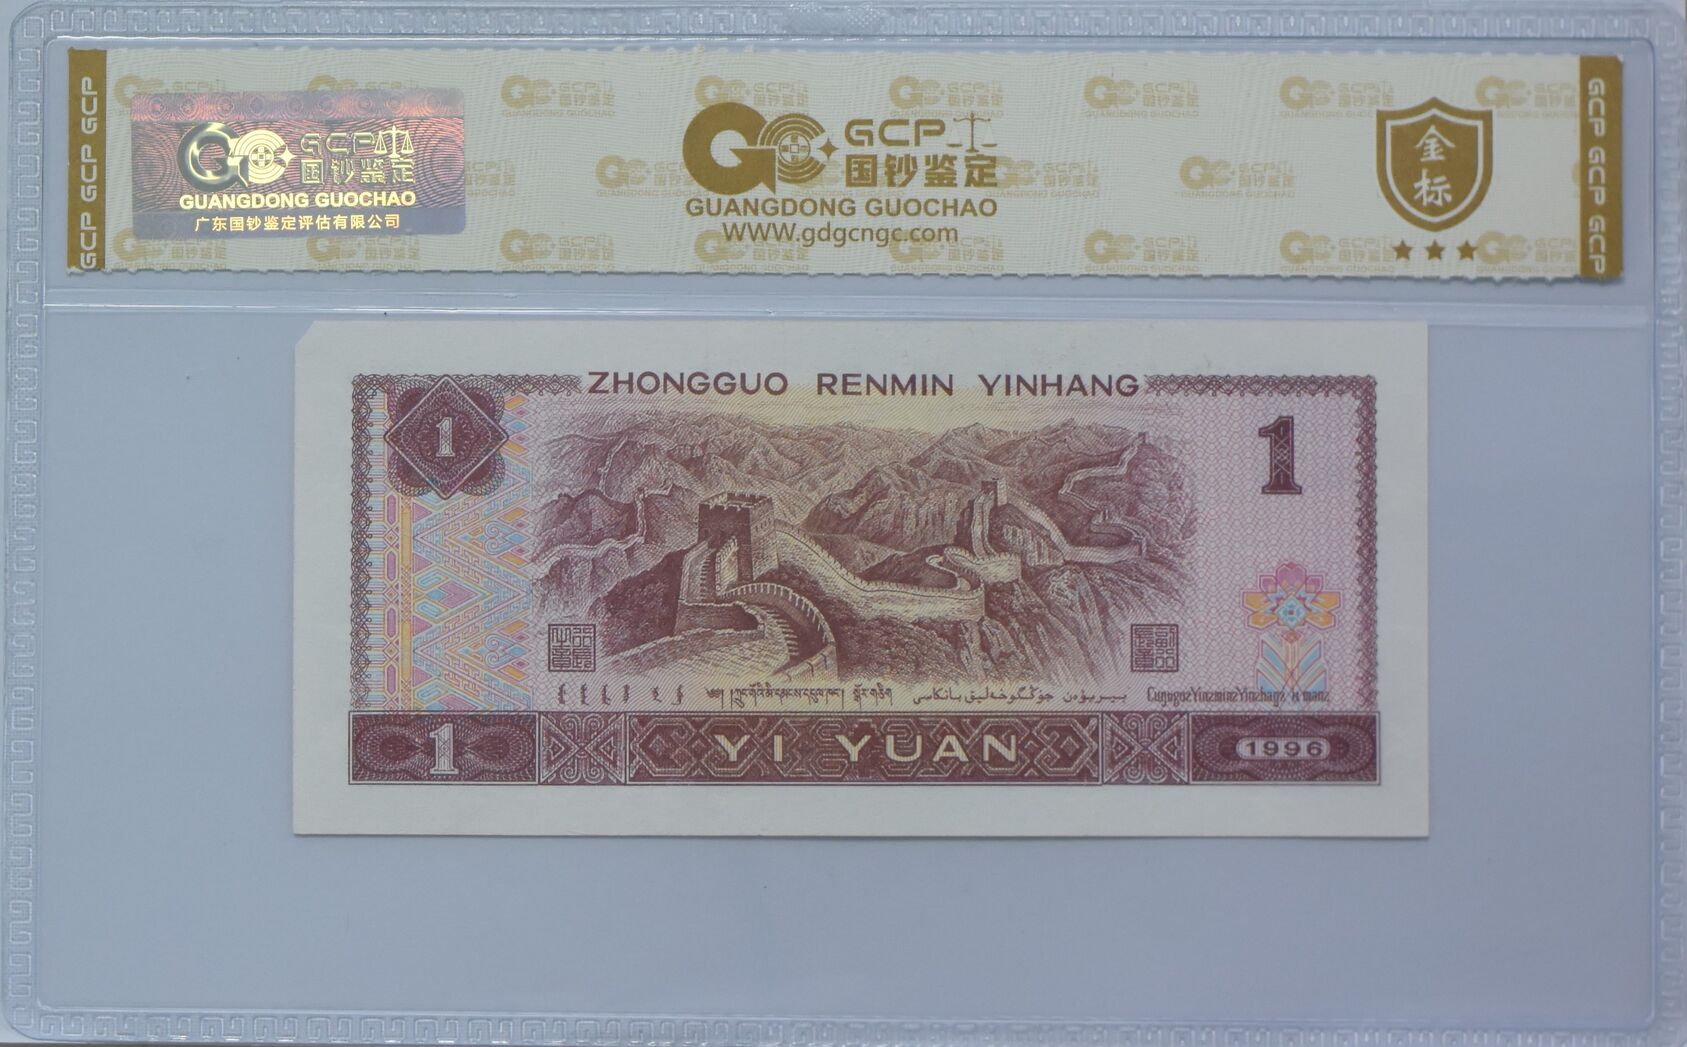 GCP GCP GCP
GCP 国钞鉴定
GUANGDONG GUOCHAO
广东国钞鉴定评估有限公司
GCP
国钞鉴定
GUANGDONG GUOCHAO
WWW.gdgcngc.com
金标
GCP GCP GCP
ZHONGGUO RENMIN YINHANG
1
1
YI YUAN
1
1996